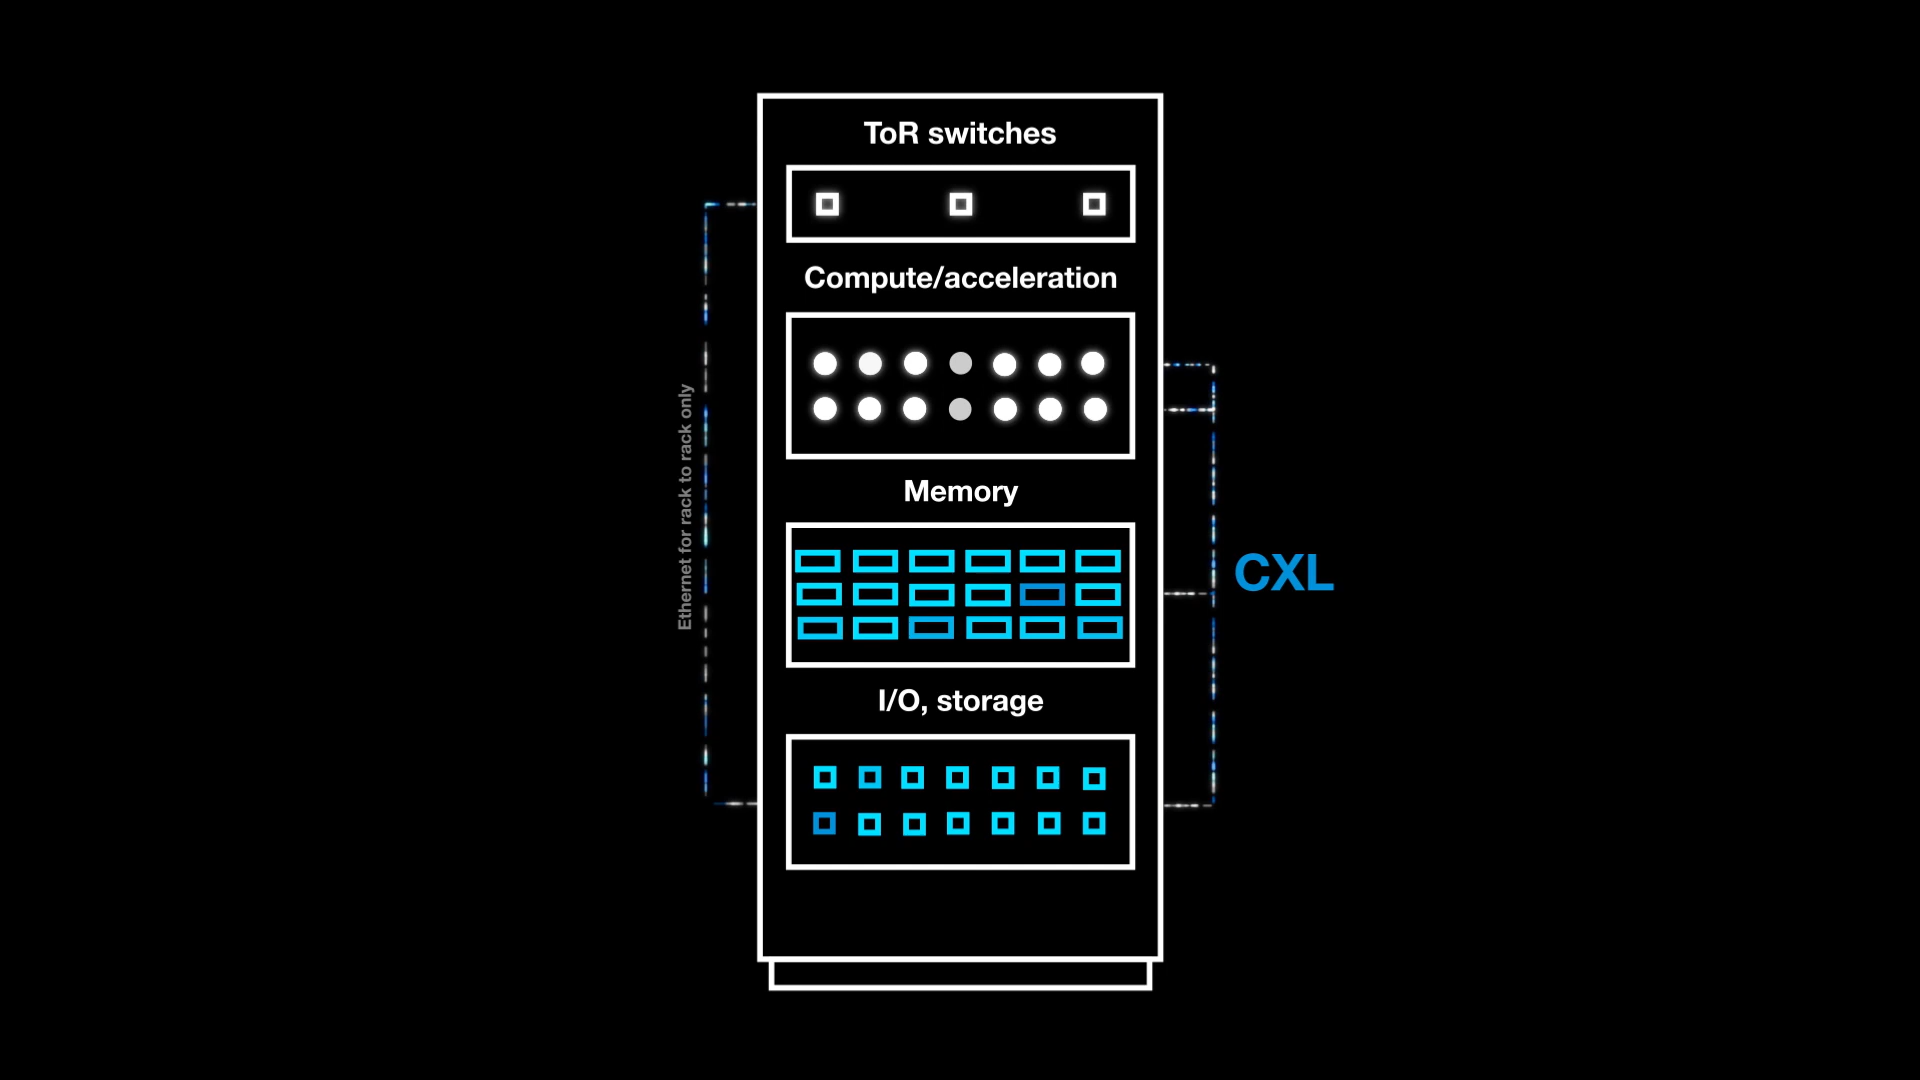 ToR switches
Compute/acceleration
Memory
I/O, storage
Ethernet for rack to rack only
CXL